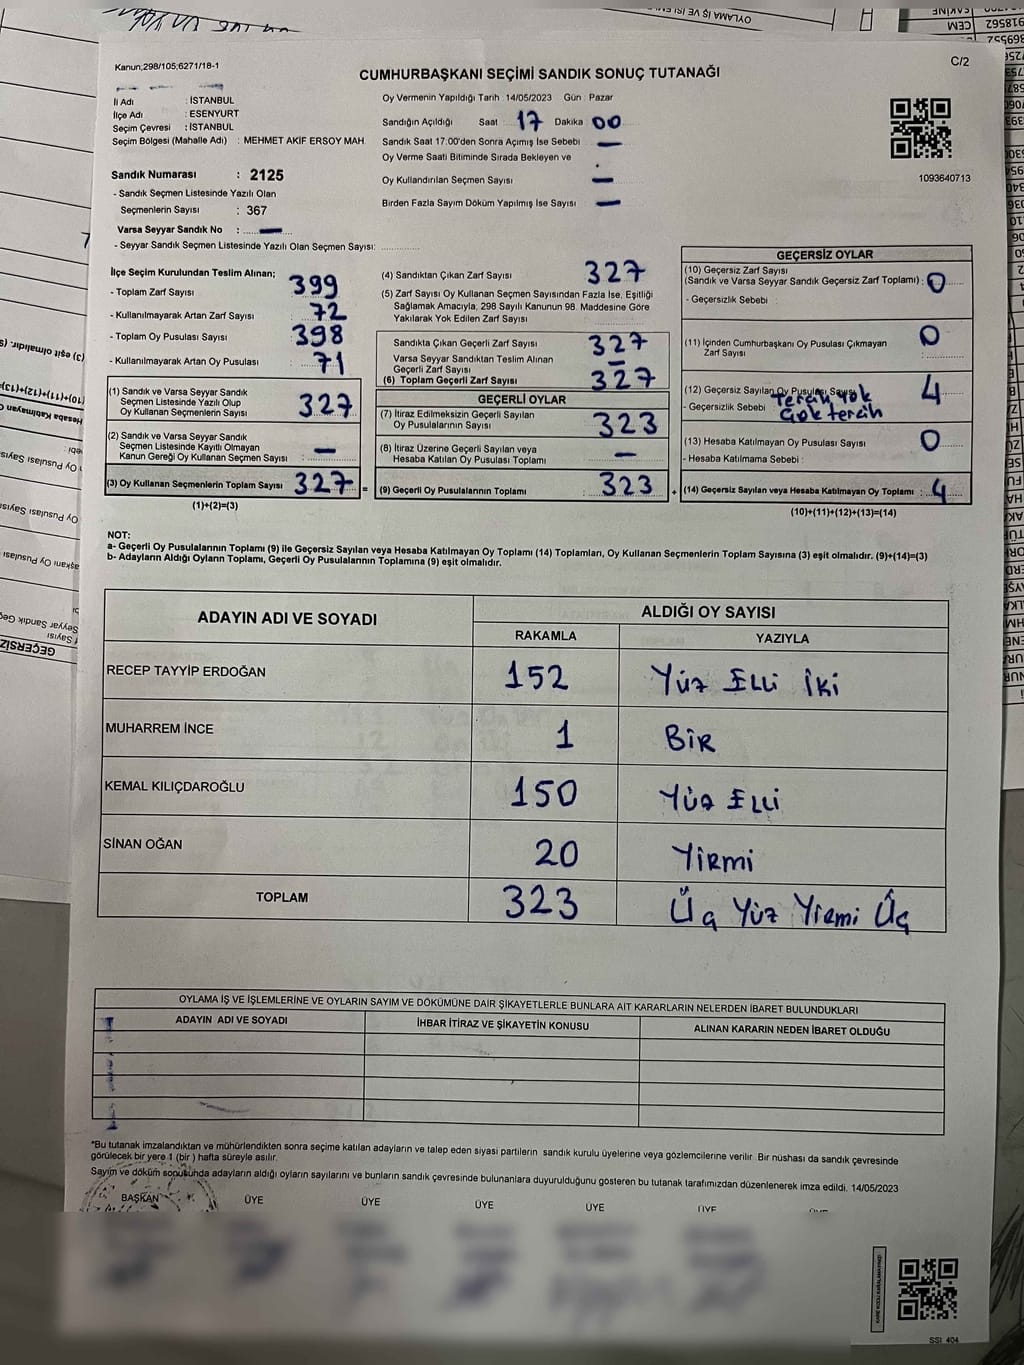 Kanun,298/105;6271/18-1
C/2
CUMHURBAŞKANI SEÇİMİ SANDIK SONUÇ TUTANAĞI
İl Adı : İSTANBUL
İlçe Adı : ESENYURT
Seçim Çevresi : İSTANBUL
Seçim Bölgesi (Mahalle Adı) : MEHMET AKİF ERSOY MAH
Sandık Numarası : 2125
- Sandık Seçmen Listesinde Yazılı Olan
Seçmenlerin Sayısı : 367
Varsa Seyyar Sandık No : —
- Seyyar Sandık Seçmen Listesinde Yazılı Olan Seçmen Sayısı:
Oy Vermenin Yapıldığı Tarih : 14/05/2023 Gün : Pazar
Sandığın Açıldığı Saat 17 Dakika 00
Sandık Saat 17:00'den Sonra Açımış İse Sebebi —
Oy Verme Saati Bitiminde Sırada Bekleyen ve
Oy Kullandırılan Seçmen Sayısı —
Birden Fazla Sayım Döküm Yapılmış İse Sayısı —
1093640713
İlçe Seçim Kurulundan Teslim Alınan;
- Toplam Zarf Sayısı 399
- Kullanılmayarak Artan Zarf Sayısı 72
- Toplam Oy Pusulası Sayısı 398
- Kullanılmayarak Artan Oy Pusulası 71
(1) Sandık ve Varsa Seyyar Sandık
Seçmen Listesinde Yazılı Olup
Oy Kullanan Seçmenlerin Sayısı 327
(2) Sandık ve Varsa Seyyar Sandık
Seçmen Listesinde Kayıtlı Olmayan
Kanun Gereği Oy Kullanan Seçmen Sayısı —
(3) Oy Kullanan Seçmenlerin Toplam Sayısı 327 =
(1)+(2)=(3)
(4) Sandıktan Çıkan Zarf Sayısı 327
(5) Zarf Sayısı Oy Kullanan Seçmen Sayısından Fazla İse, Eşitliği
Sağlamak Amacıyla, 298 Sayılı Kanunun 98. Maddesine Göre
Yakılarak Yok Edilen Zarf Sayısı
Sandıkta Çıkan Geçerli Zarf Sayısı 327
Varsa Seyyar Sandıktan Teslim Alınan
Geçerli Zarf Sayısı —
(6) Toplam Geçerli Zarf Sayısı 327
GEÇERLİ OYLAR
(7) İtiraz Edilmeksizin Geçerli Sayılan
Oy Pusulalarının Sayısı 323
(8) İtiraz Üzerine Geçerli Sayılan veya
Hesaba Katılan Oy Pusulası Toplamı —
(9) Geçerli Oy Pusulalarının Toplamı : 323 +
GEÇERSİZ OYLAR
(10) Geçersiz Zarf Sayısı
(Sandık ve Varsa Seyyar Sandık Geçersiz Zarf Toplamı) : 0
- Geçersizlik Sebebi :
(11) İçinden Cumhurbaşkanı Oy Pusulası Çıkmayan
Zarf Sayısı : 0
(12) Geçersiz Sayılan Oy Pusulası Sayısı 4
- Geçersizlik Sebebi Tercih Yok
Çok tercih
(13) Hesaba Katılmayan Oy Pusulası Sayısı 0
- Hesaba Katılmama Sebebi :
(14) Geçersiz Sayılan veya Hesaba Katılmayan Oy Toplamı : 4
(10)+(11)+(12)+(13)=(14)
NOT:
a- Geçerli Oy Pusulalarının Toplamı (9) ile Geçersiz Sayılan veya Hesaba Katılmayan Oy Toplamı (14) Toplamları, Oy Kullanan Seçmenlerin Toplam Sayısına (3) eşit olmalıdır. (9)+(14)=(3)
b- Adayların Aldığı Oyların Toplamı, Geçerli Oy Pusulalarının Toplamına (9) eşit olmalıdır.
ADAYIN ADI VE SOYADI ALDIĞI OY SAYISI
RAKAMLA YAZIYLA
RECEP TAYYİP ERDOĞAN 152 Yüz Elli İki
MUHARREM İNCE 1 BİR
KEMAL KILIÇDAROĞLU 150 Yüz Elli
SİNAN OĞAN 20 Yirmi
TOPLAM 323 Üç Yüz Yirmi Üç
OYLAMA İŞ VE İŞLEMLERİNE VE OYLARIN SAYIM VE DÖKÜMÜNE DAİR ŞİKAYETLERLE BUNLARA AİT KARARLARIN NELERDEN İBARET BULUNDUKLARI
ADAYIN ADI VE SOYADI İHBAR İTİRAZ VE ŞİKAYETİN KONUSU ALINAN KARARIN NEDEN İBARET OLDUĞU
*Bu tutanak imzalandıktan ve mühürlendikten sonra seçime katılan adayların ve talep eden siyasi partilerin sandık kurulu üyelerine veya gözlemcilerine verilir. Bir nüshası da sandık çevresinde
görülecek bir yere 1 (bir ) hafta süreyle asılır.
Sayım ve döküm sonusunda adayların aldığı oyların sayılarını ve bunların sandık çevresinde bulunanlara duyurulduğunu gösteren bu tutanak tarafımızdan düzenlenerek imza edildi. 14/05/2023
BAŞKAN ÜYE ÜYE ÜYE ÜYE ÜYE
SSI 404